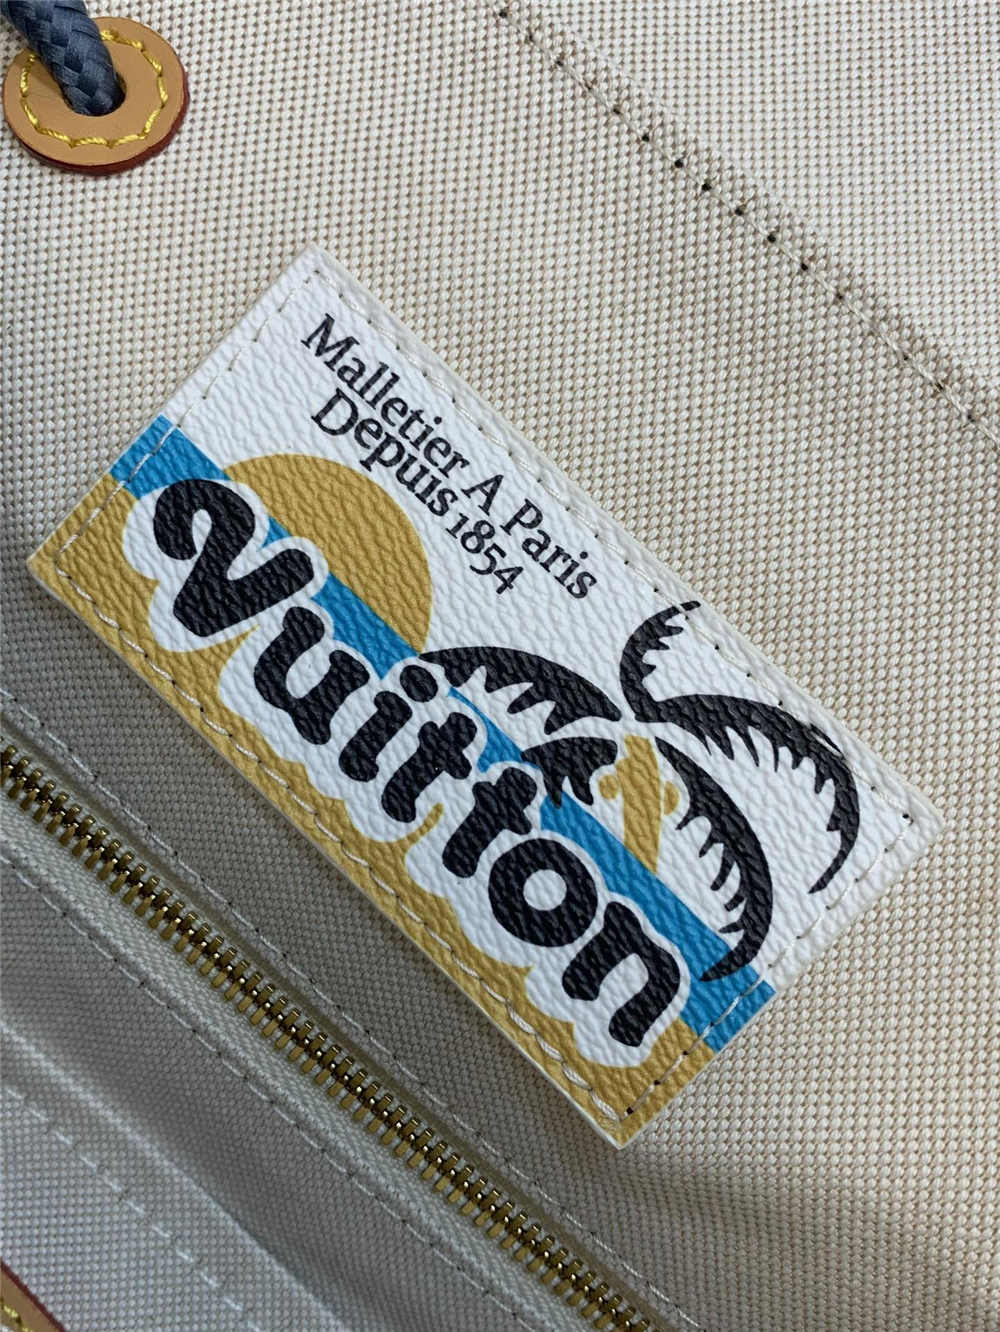 Malletier A Paris
Depuis 1854
Vuitton